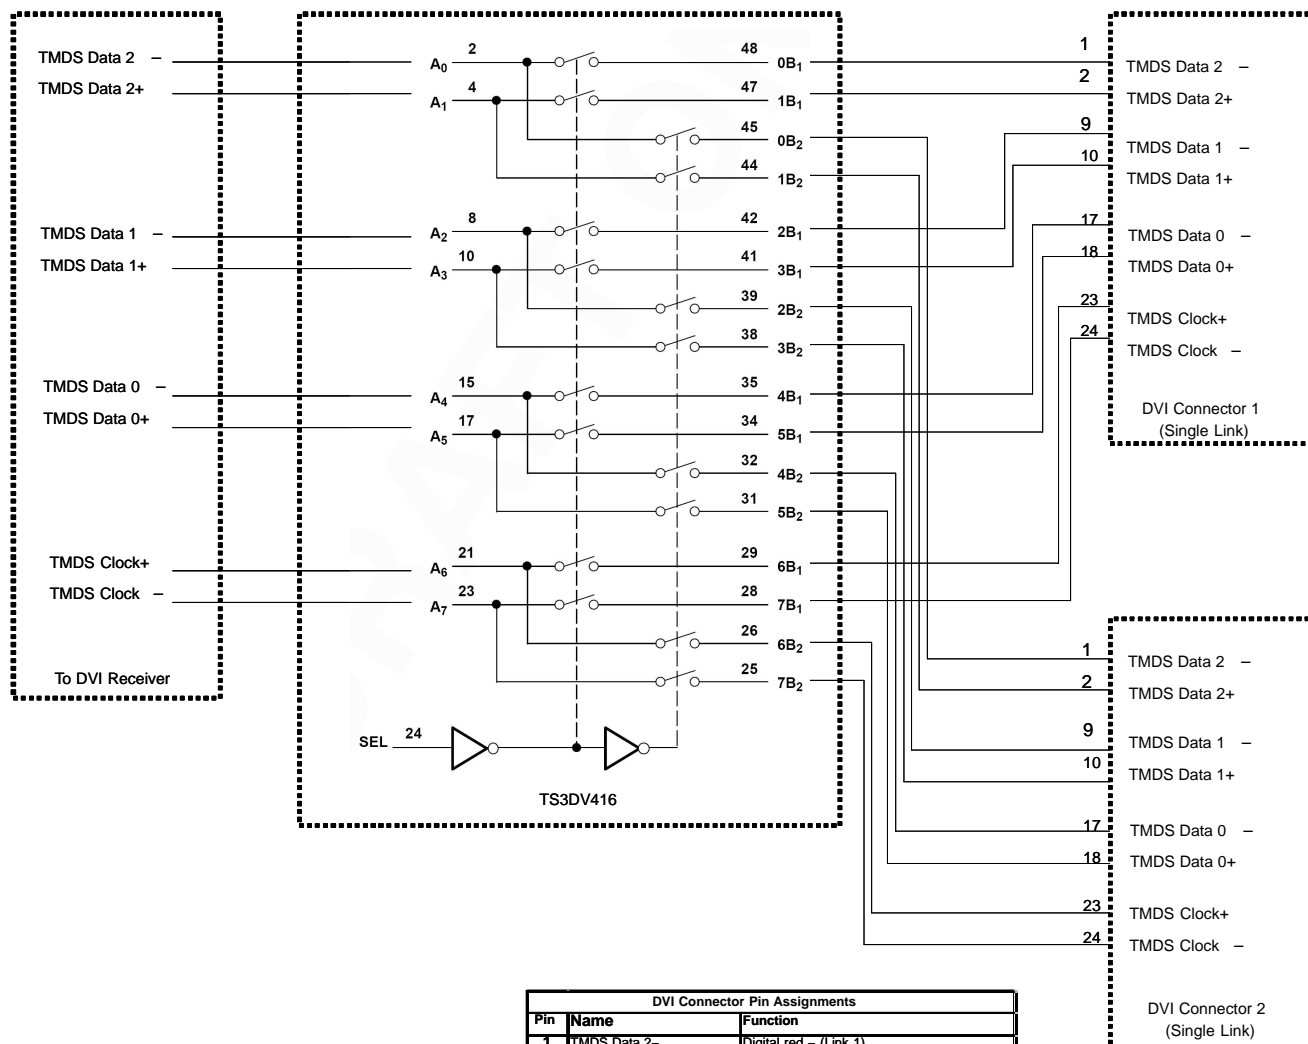 TMDS Data 2 –
TMDS Data 2+
TMDS Data 1 –
TMDS Data 1+
TMDS Data 0 –
TMDS Data 0+
TMDS Clock+
TMDS Clock –
To DVI Receiver
A0 2 48 0B1
A1 4 47 1B1
45 0B2
44 1B2
A2 8 42 2B1
A3 10 41 3B1
39 2B2
38 3B2
A4 15 35 4B1
A5 17 34 5B1
32 4B2
31 5B2
A6 21 29 6B1
A7 23 28 7B1
26 6B2
25 7B2
SEL 24
TS3DV416
1 TMDS Data 2 –
2 TMDS Data 2+
9 TMDS Data 1 –
10 TMDS Data 1+
17 TMDS Data 0 –
18 TMDS Data 0+
23 TMDS Clock+
24 TMDS Clock –
DVI Connector 1
(Single Link)
1 TMDS Data 2 –
2 TMDS Data 2+
9 TMDS Data 1 –
10 TMDS Data 1+
17 TMDS Data 0 –
18 TMDS Data 0+
23 TMDS Clock+
24 TMDS Clock –
DVI Connector 2
(Single Link)
DVI Connector Pin Assignments
Pin Name Function
1 TMDS Data 2– Digital red – (Link 1)